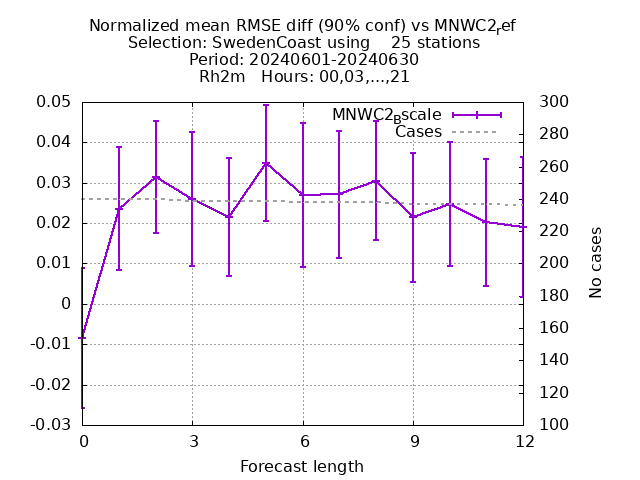 Normalized mean RMSE diff (90% conf) vs MNWC2ref
Selection: SwedenCoast using    25 stations
Period: 20240601-20240630
Rh2m   Hours: 00,03,...,21
MNWC2Bscale
Cases
0.05
0.04
0.03
0.02
0.01
0
-0.01
-0.02
-0.03
300
280
260
240
220
200
180
160
140
120
100
No cases
0 3 6 9 12
Forecast length